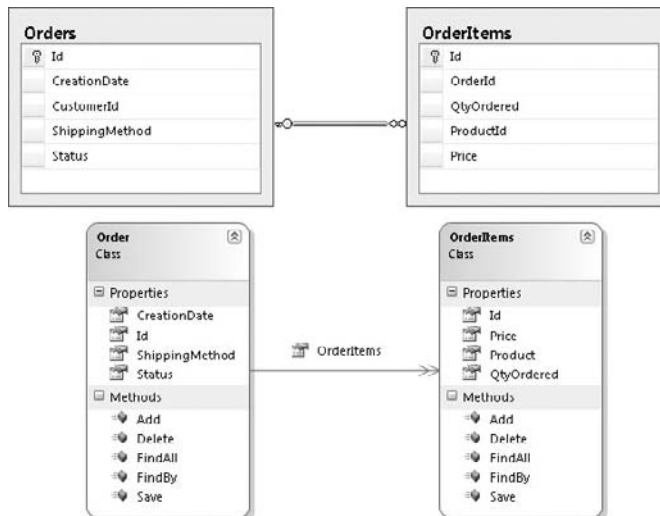 Orders
Id
CreationDate
CustomerId
ShippingMethod
Status
OrderItems
Id
OrderId
QtyOrdered
ProductId
Price
Order
Class
Properties
CreationDate
Id
ShippingMethod
Status
Methods
Add
Delete
FindAll
FindBy
Save
OrderItems
OrderItems
Class
Properties
Id
Price
Product
QtyOrdered
Methods
Add
Delete
FindAll
FindBy
Save